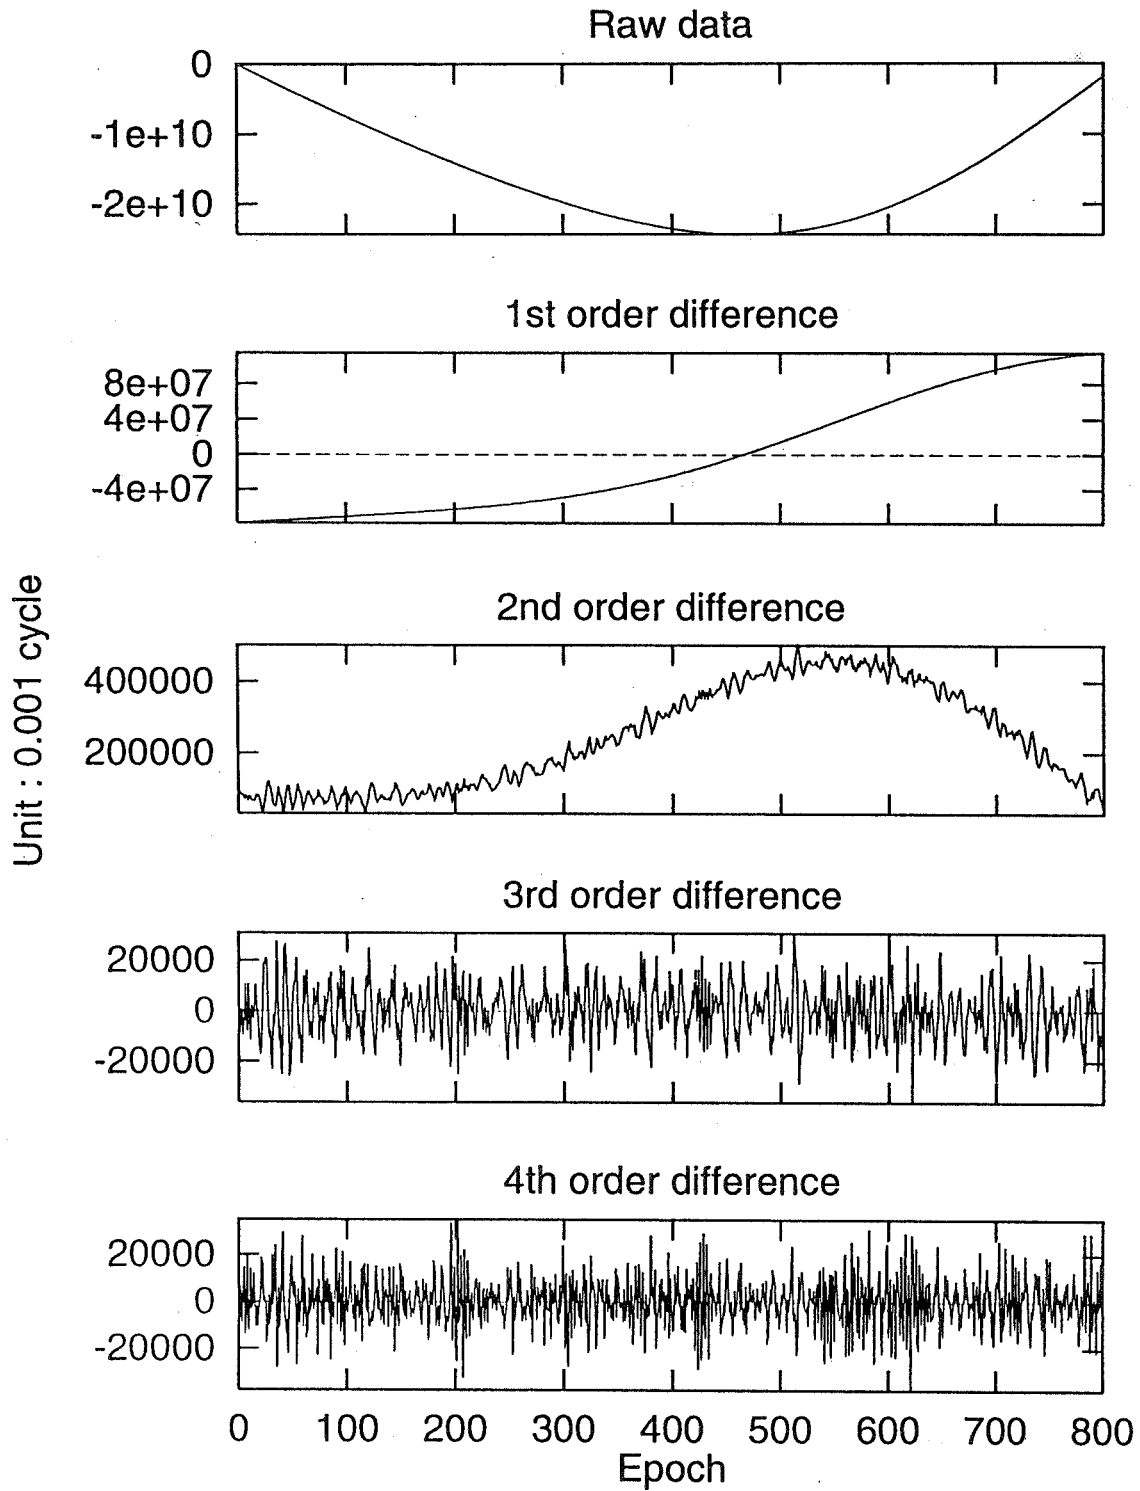 Raw data
0
-1e+10
-2e+10
1st order difference
8e+07
4e+07
0
-4e+07
2nd order difference
400000
200000
Unit : 0.001 cycle
3rd order difference
20000
0
-20000
4th order difference
20000
0
-20000
0 100 200 300 400 500 600 700 800
Epoch